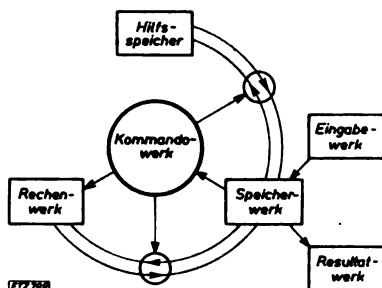 Hilfs-
speicher
Kommando-
werk
Eingabe-
werk
Rechen-
werk
Speicher-
werk
Resultat-
werk